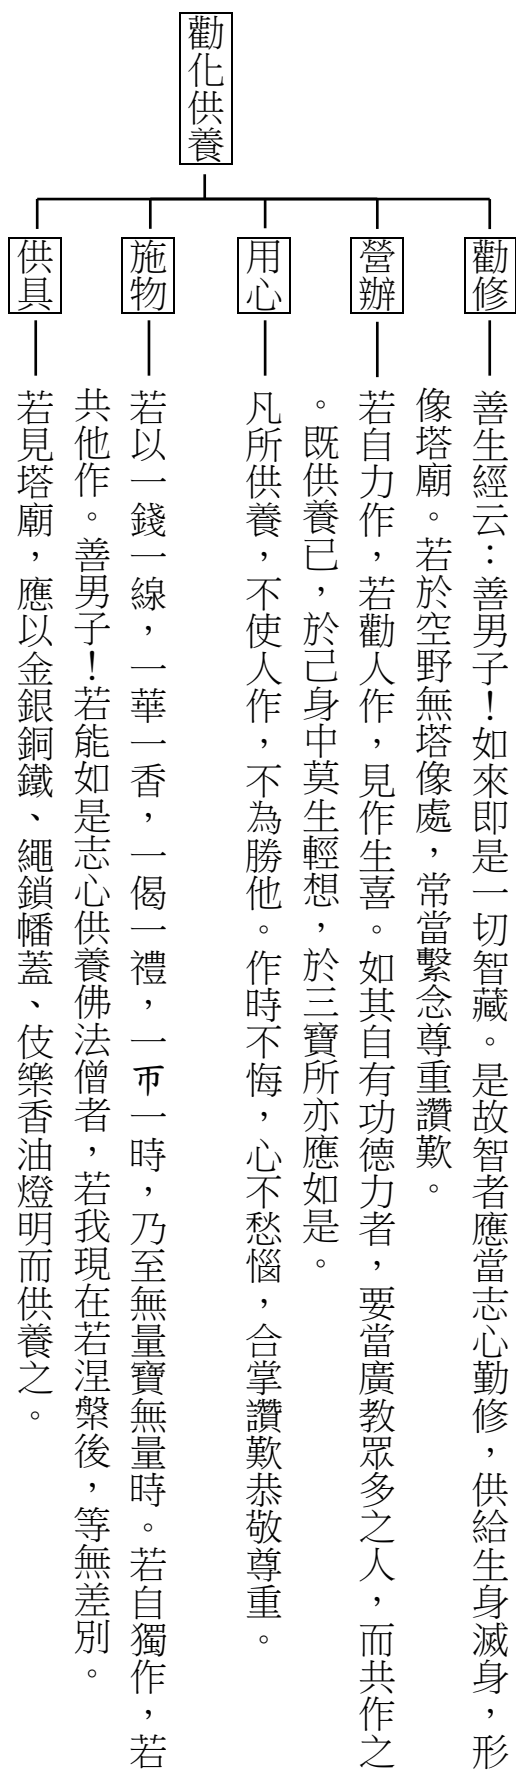 勸化供養
勸修
善生經云：善男子！如來即是一切智藏。是故智者應當志心勤修，供給生身滅身，形
像塔廟。若於空野無塔像處，常當繫念尊重讚歎。
營辦
若自力作，若勸人作，見作生喜。如其自有功德力者，要當廣教眾多之人，而共作之
。既供養已，於己身中莫生輕想，於三寶所亦應如是。
用心
凡所供養，不使人作，不為勝他。作時不悔，心不愁惱，合掌讚歎恭敬尊重。
施物
若以一錢一線，一華一香，一偈一禮，一帀一時，乃至無量寶無量時。若自獨作，若
共他作。善男子！若能如是志心供養佛法僧者，若我現在若涅槃後，等無差別。
供具
若見塔廟，應以金銀銅鐵、繩鎖幡蓋、伎樂香油燈明而供養之。